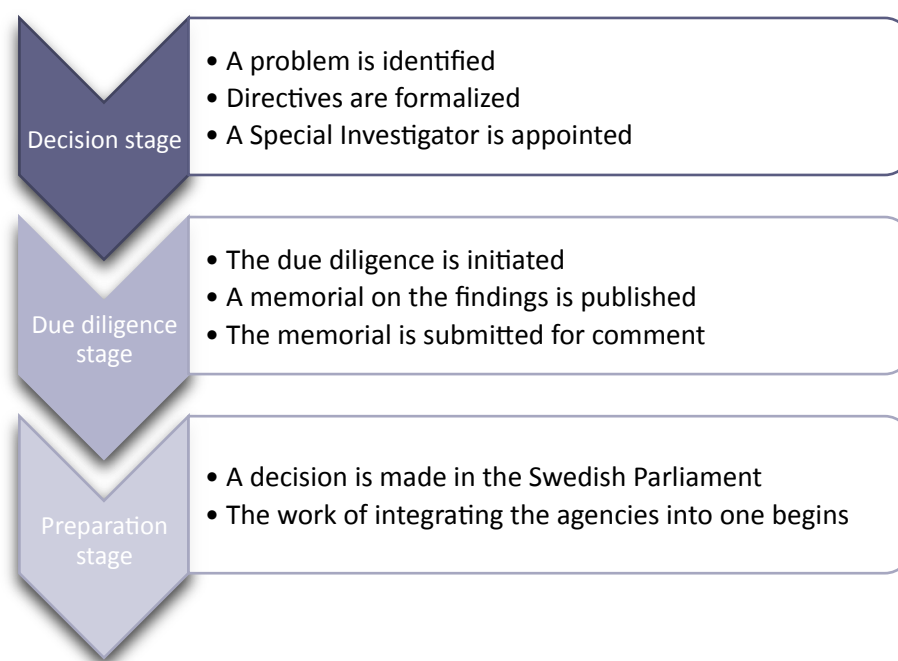 Decision stage
• A problem is identified
• Directives are formalized
• A Special Investigator is appointed
Due diligence
stage
• The due diligence is initiated
• A memorial on the findings is published
• The memorial is submitted for comment
Preparation
stage
• A decision is made in the Swedish Parliament
• The work of integrating the agencies into one begins